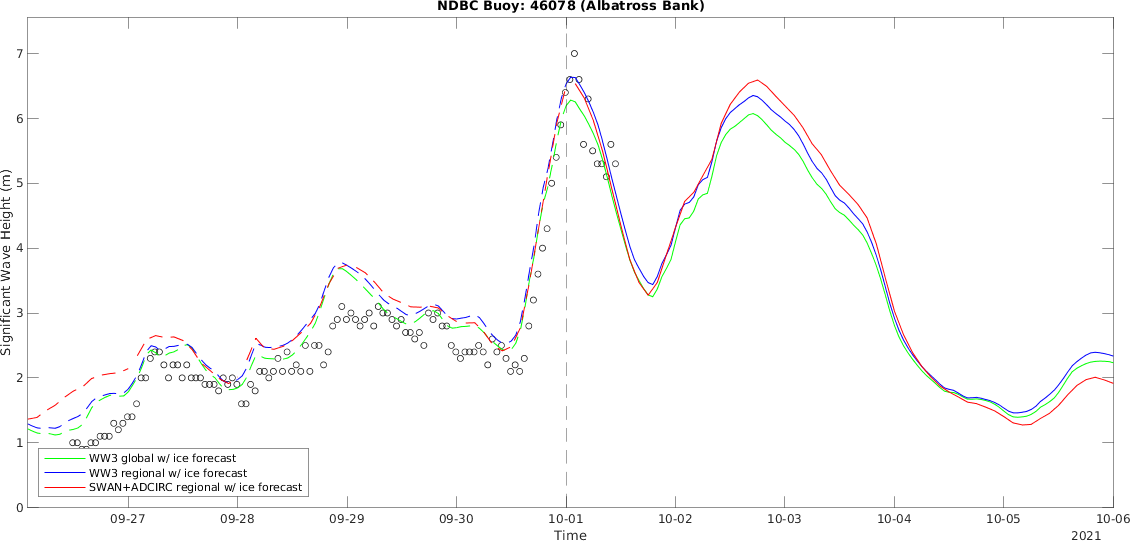 NDBC Buoy: 46078 (Albatross Bank)
Significant Wave Height (m)
7
6
5
4
3
2
1
0
WW3 global w/ ice forecast
WW3 regional w/ ice forecast
SWAN+ADCIRC regional w/ ice forecast
09-27 09-28 09-29 09-30 10-01 10-02 10-03 10-04 10-05 10-06
Time
2021